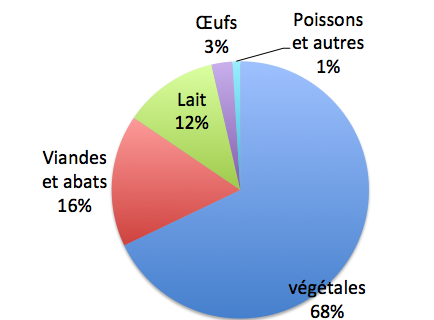 Œufs
3%
Poissons
et autres
1%
Lait
12%
Viandes
et abats
16%
végétales
68%